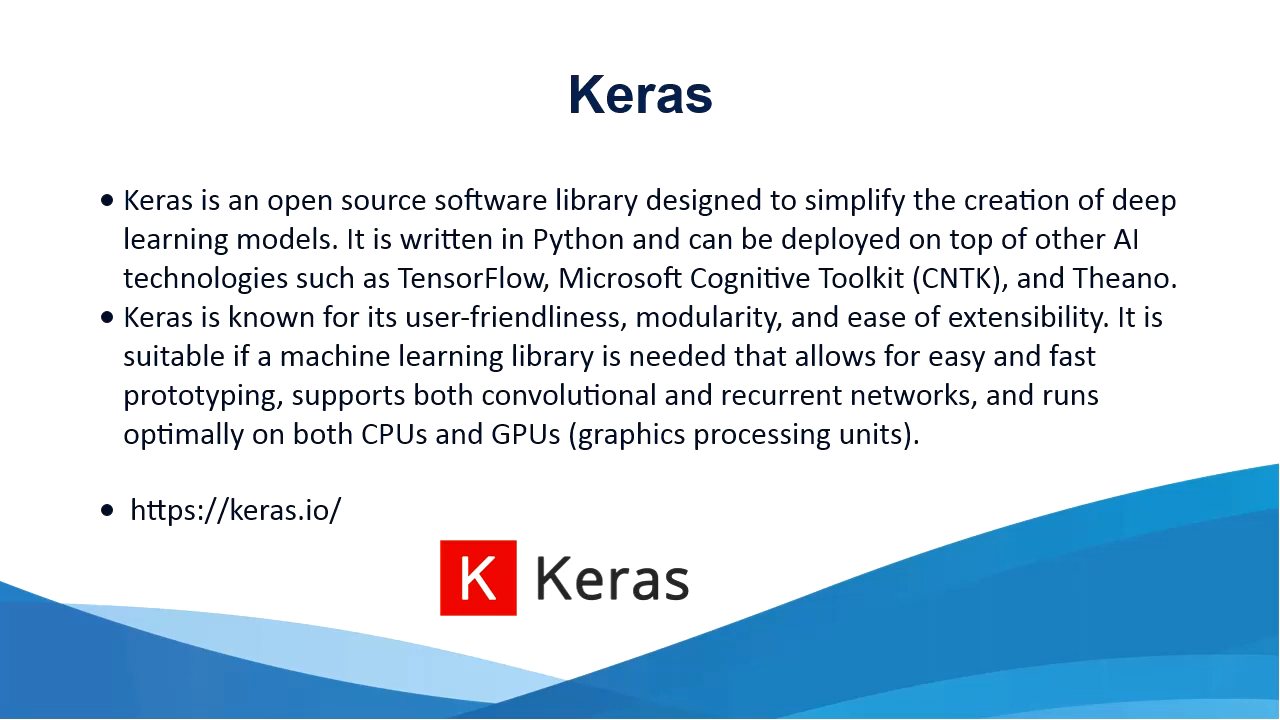 Keras
• Keras is an open source software library designed to simplify the creation of deep
learning models. It is written in Python and can be deployed on top of other AI
technologies such as TensorFlow, Microsoft Cognitive Toolkit (CNTK), and Theano.
• Keras is known for its user-friendliness, modularity, and ease of extensibility. It is
suitable if a machine learning library is needed that allows for easy and fast
prototyping, supports both convolutional and recurrent networks, and runs
optimally on both CPUs and GPUs (graphics processing units).
• https://keras.io/
K Keras